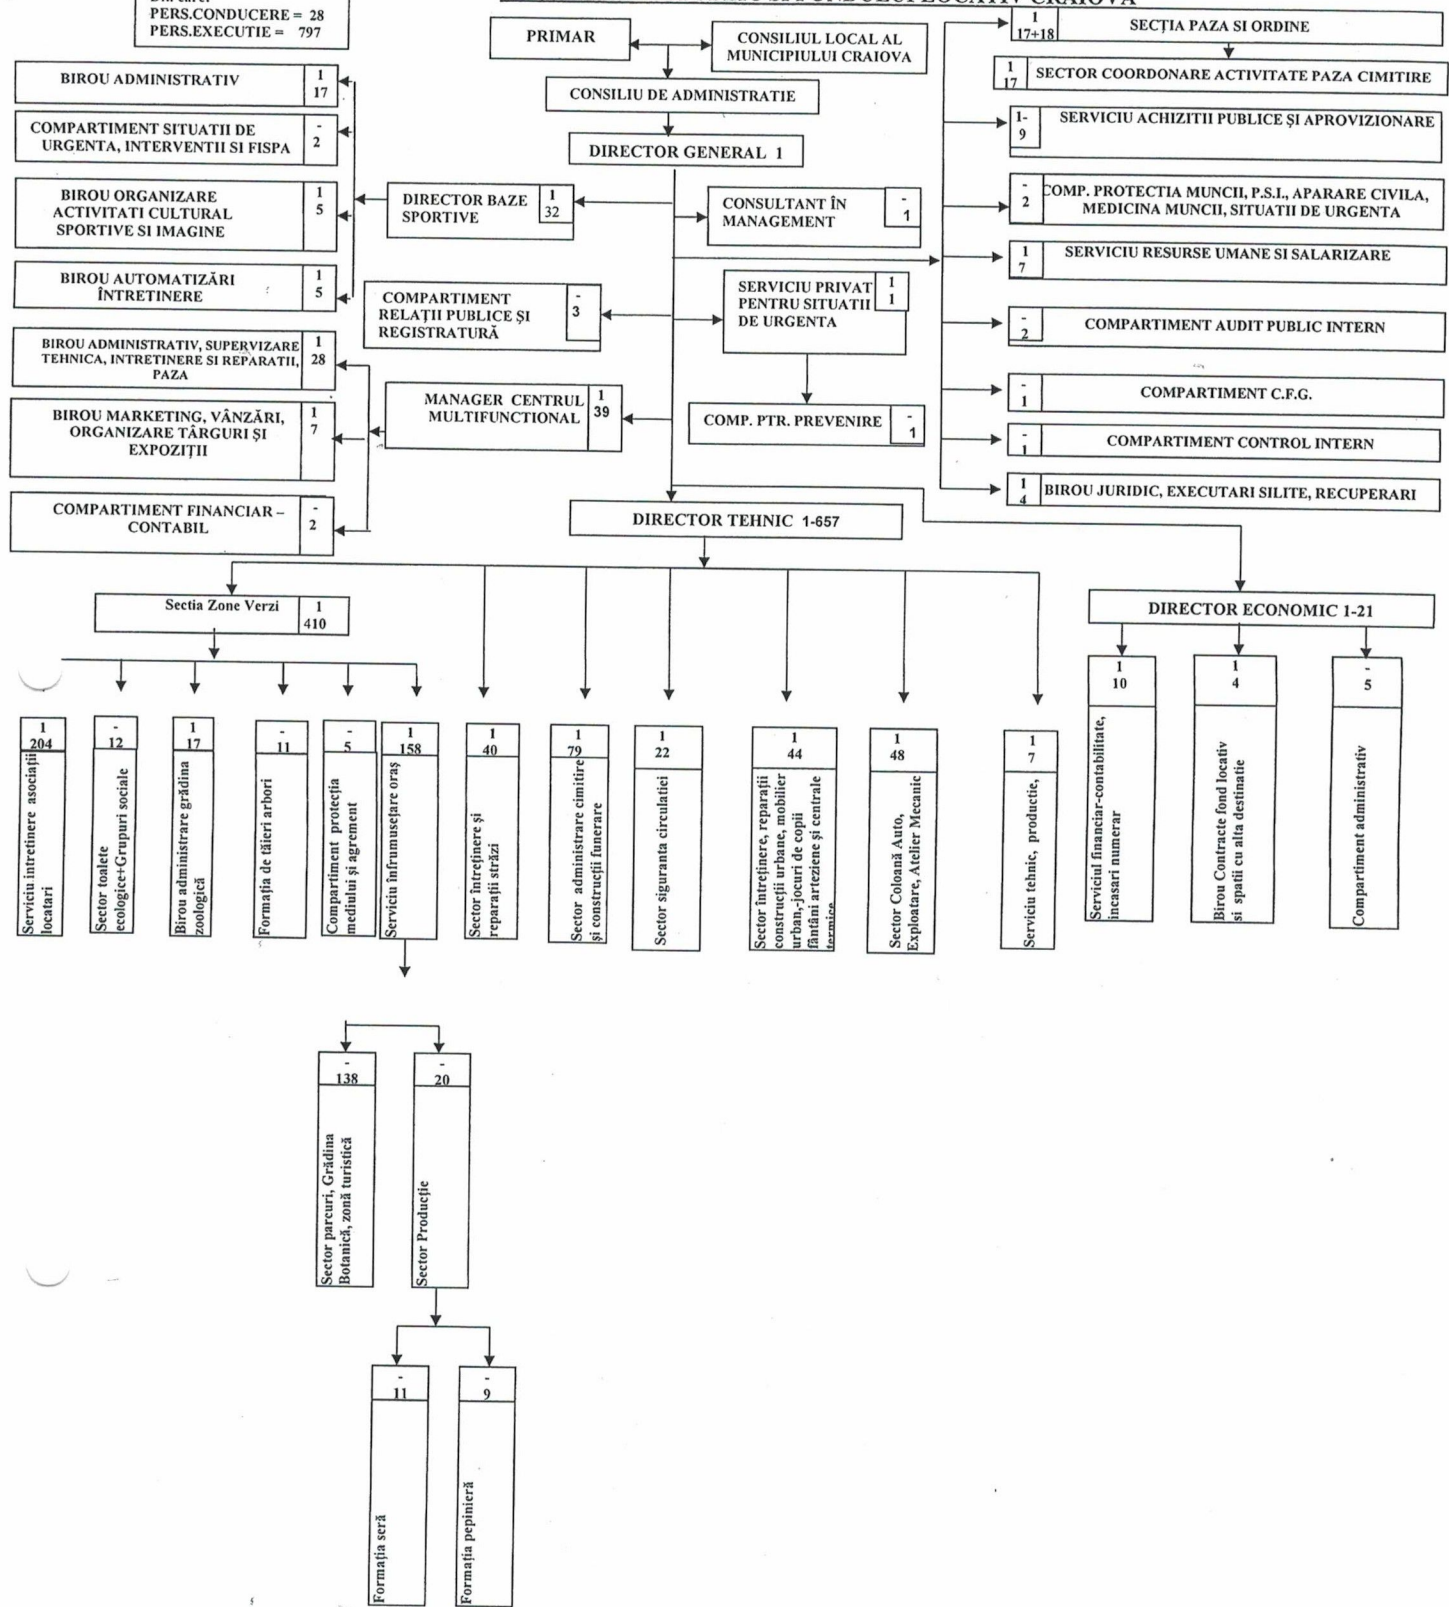 PERS.CONDUCERE = 28
PERS.EXECUTIE = 797
LOCATIV CRAIOVA
PRIMAR
CONSILIUL LOCAL AL
MUNICIPIULUI CRAIOVA
CONSILIU DE ADMINISTRATIE
DIRECTOR GENERAL 1
1
17+18
SECȚIA PAZA SI ORDINE
1
17
SECTOR COORDONARE ACTIVITATE PAZA CIMITIRE
1-
9
SERVICIU ACHIZITII PUBLICE ȘI APROVIZIONARE
-
2
COMP. PROTECTIA MUNCII, P.S.I., APARARE CIVILA,
MEDICINA MUNCII, SITUATII DE URGENTA
1
7
SERVICIU RESURSE UMANE SI SALARIZARE
-
2
COMPARTIMENT AUDIT PUBLIC INTERN
-
1
COMPARTIMENT C.F.G.
-
1
COMPARTIMENT CONTROL INTERN
1
4
BIROU JURIDIC, EXECUTARI SILITE, RECUPERARI
BIROU ADMINISTRATIV
1
17
COMPARTIMENT SITUATII DE
URGENTA, INTERVENTII SI FISPA
-
2
BIROU ORGANIZARE
ACTIVITATI CULTURAL
SPORTIVE SI IMAGINE
1
5
BIROU AUTOMATIZĂRI
ÎNTRETINERE
1
5
BIROU ADMINISTRATIV, SUPERVIZARE
TEHNICA, INTRETINERE SI REPARATII,
PAZA
1
28
BIROU MARKETING, VÂNZĂRI,
ORGANIZARE TÂRGURI ȘI
EXPOZIȚII
1
7
COMPARTIMENT FINANCIAR –
CONTABIL
-
2
DIRECTOR BAZE
SPORTIVE
1
32
CONSULTANT ÎN
MANAGEMENT
-
1
COMPARTIMENT
RELAȚII PUBLICE ȘI
REGISTRATURĂ
-
3
SERVICIU PRIVAT
PENTRU SITUATII
DE URGENTA
1
1
MANAGER CENTRUL
MULTIFUNCTIONAL
1
39
COMP. PTR. PREVENIRE
-
1
DIRECTOR TEHNIC 1-657
DIRECTOR ECONOMIC 1-21
Sectia Zone Verzi
1
410
1
204
Serviciu intretinere asociații
locatari
-
12
Sector toalete
ecologice+Grupuri sociale
1
17
Birou administrare grădina
zoologică
-
11
Formația de tăieri arbori
-
5
Compartiment protecția
mediului și agrement
1
158
Serviciu înfrumusețare oraș
1
40
Sector întreținere și
reparații străzi
1
79
Sector administrare cimitire
și construcții funerare
1
22
Sector siguranta circulatiei
1
44
Sector întreținere, reparații
construcții urbane, mobilier
urban,-jocuri de copii
fântâni arteziene și centrale
termice
1
48
Sector Coloană Auto,
Exploatare, Atelier Mecanic
1
7
Serviciu tehnic, productie,
1
10
Serviciul financiar-contabilitate,
incasari numerar
1
4
Birou Contracte fond locativ
si spatii cu alta destinatie
-
5
Compartiment administrativ
-
138
Sector parcuri, Grădina
Botanică, zonă turistică
-
20
Sector Producție
-
11
Formația seră
-
9
Formația pepinieră